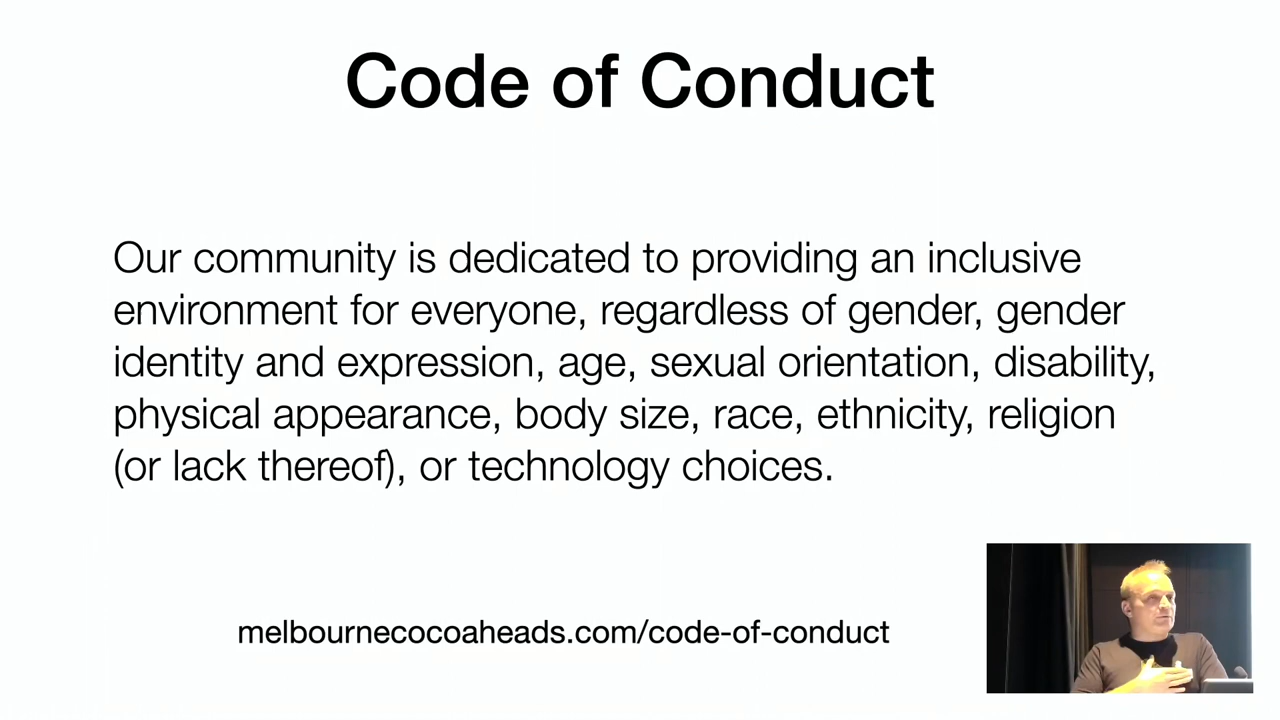 Code of Conduct
Our community is dedicated to providing an inclusive
environment for everyone, regardless of gender, gender
identity and expression, age, sexual orientation, disability,
physical appearance, body size, race, ethnicity, religion
(or lack thereof), or technology choices.
melbournecocoaheads.com/code-of-conduct